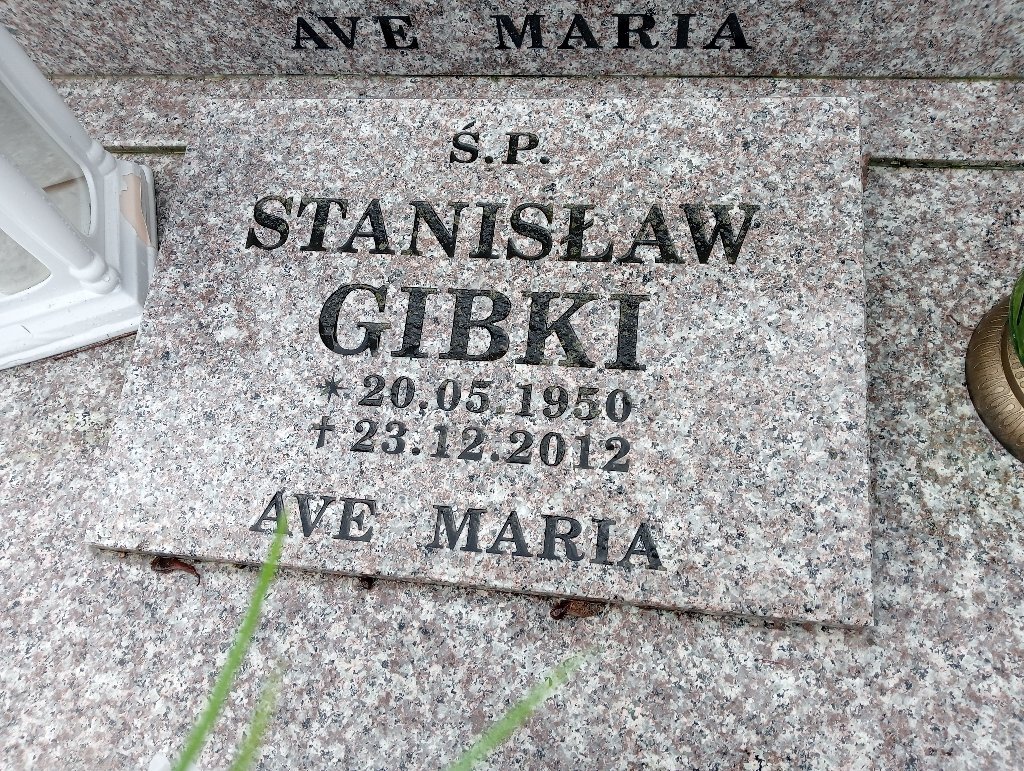 AVE MARIA
Ś.P.
STANISŁAW
GIBKI
* 20.05.1950
† 23.12.2012
AVE MARIA